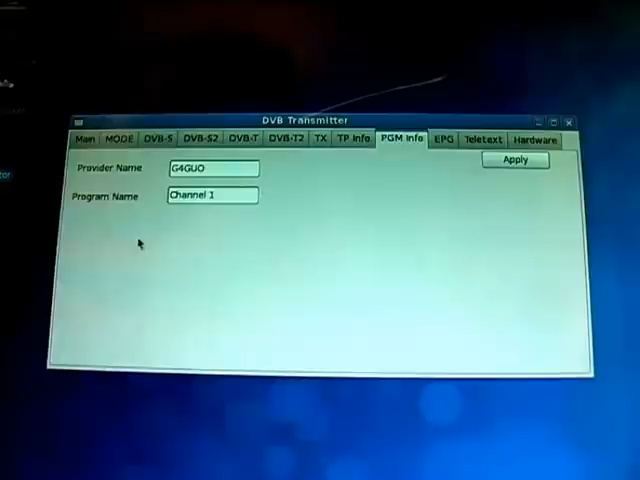 DVB Transmitter
Main MODE DVB-S DVB-S2 DVB-T DVB-T2 TX TP Info PGM Info EPG Teletext Hardware
Apply
Provider Name G4GUO
Program Name Channel 1
tor